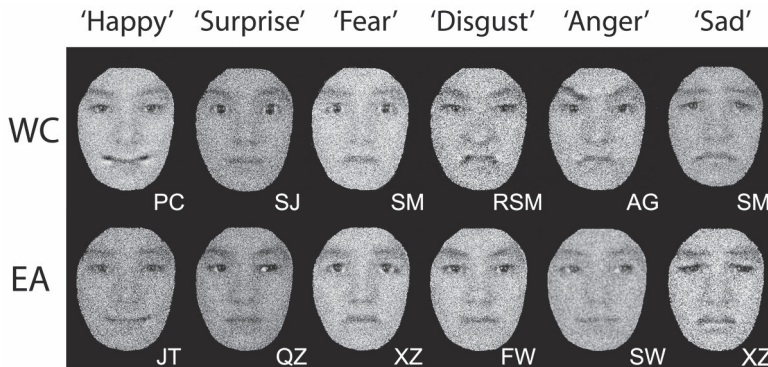 'Happy' 'Surprise' 'Fear' 'Disgust' 'Anger' 'Sad'
WC
PC SJ SM RSM AG SM
EA
JT QZ XZ FW SW XZ